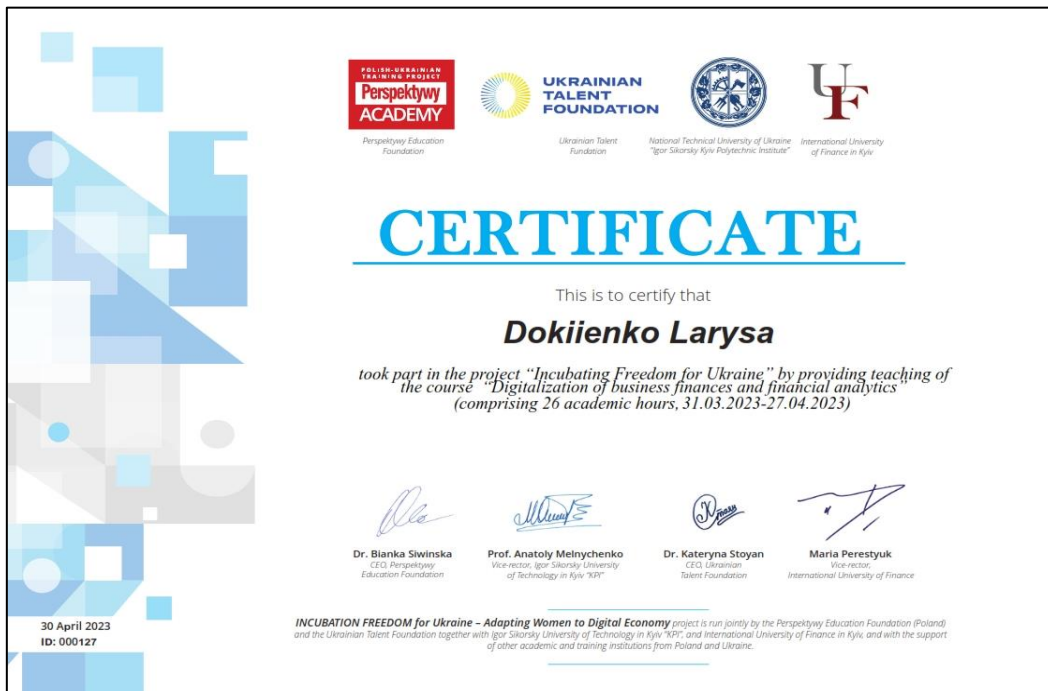 POLISH-UKRAINIAN
TRAINING PROJECT
Perspektywy
ACADEMY
Perspektywy Education
Foundation
UKRAINIAN
TALENT
FOUNDATION
Ukrainian Talent
Fundation
National Technical University of Ukraine
"Igor Sikorsky Kyiv Polytechnic Institute"
UF
International University
of Finance in Kyiv
CERTIFICATE
This is to certify that
Dokiienko Larysa
took part in the project “Incubating Freedom for Ukraine” by providing teaching of
the course “Digitalization of business finances and financial analytics”
(comprising 26 academic hours, 31.03.2023-27.04.2023)
Dr. Bianka Siwinska
CEO, Perspektywy
Education Foundation
Prof. Anatoly Melnychenko
Vice-rector, Igor Sikorsky University
of Technology in Kyiv "KPI"
Dr. Kateryna Stoyan
CEO, Ukrainian
Talent Foundation
Maria Perestyuk
Vice-rector,
International University of Finance
30 April 2023
ID: 000127
INCUBATION FREEDOM for Ukraine – Adapting Women to Digital Economy project is run jointly by the Perspektywy Education Foundation (Poland)
and the Ukrainian Talent Foundation together with Igor Sikorsky University of Technology in Kyiv "KPI", and International University of Finance in Kyiv, and with the support
of other academic and training institutions from Poland and Ukraine.